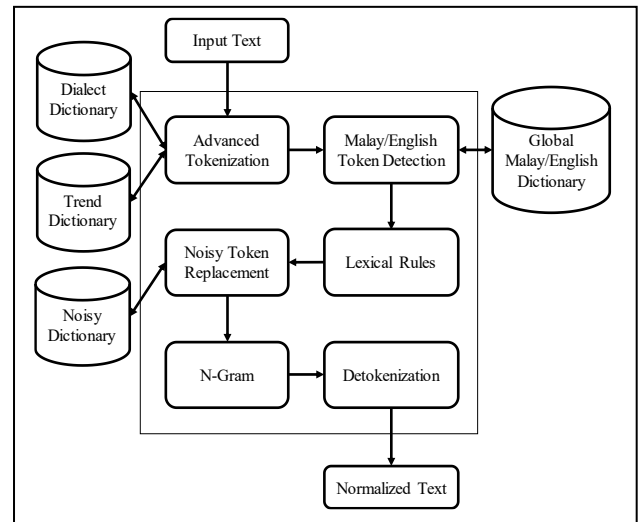 Input Text
Dialect
Dictionary
Advanced
Tokenization
Malay/English
Token Detection
Global
Malay/English
Dictionary
Trend
Dictionary
Noisy Token
Replacement
Lexical Rules
Noisy
Dictionary
N-Gram
Detokenization
Normalized Text